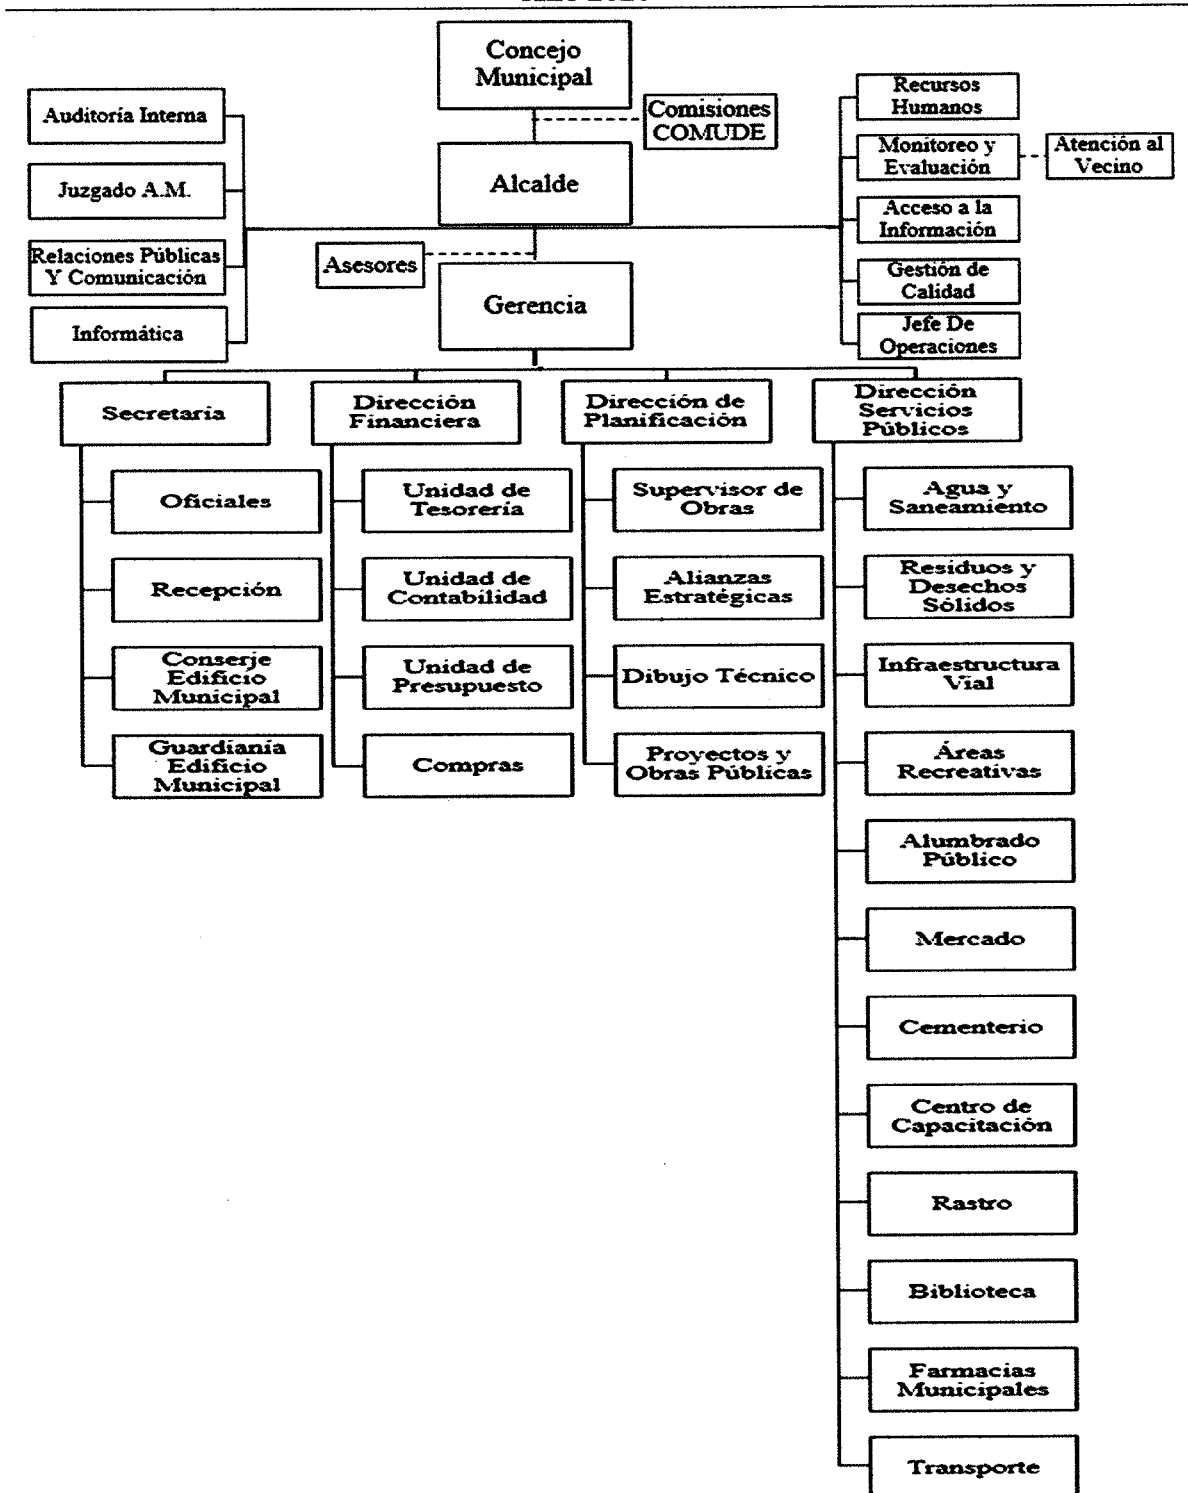 Concejo
Municipal
Comisiones
COMUDE
Alcalde
Auditoría Interna
Juzgado A.M.
Relaciones Públicas
Y Comunicación
Informática
Recursos
Humanos
Monitoreo y
Evaluación
Atención al
Vecino
Acceso a la
Información
Gestión de
Calidad
Jefe De
Operaciones
Asesores
Gerencia
Secretaría
Oficiales
Recepción
Conserje
Edificio
Municipal
Guardianía
Edificio
Municipal
Dirección
Financiera
Unidad de
Tesorería
Unidad de
Contabilidad
Unidad de
Presupuesto
Compras
Dirección de
Planificación
Supervisor de
Obras
Alianzas
Estratégicas
Dibujo Técnico
Proyectos y
Obras Públicas
Dirección
Servicios
Públicos
Agua y
Saneamiento
Residuos y
Desechos
Sólidos
Infraestructura
Vial
Áreas
Recreativas
Alumbrado
Público
Mercado
Cementerio
Centro de
Capacitación
Rastro
Biblioteca
Farmacias
Municipales
Transporte